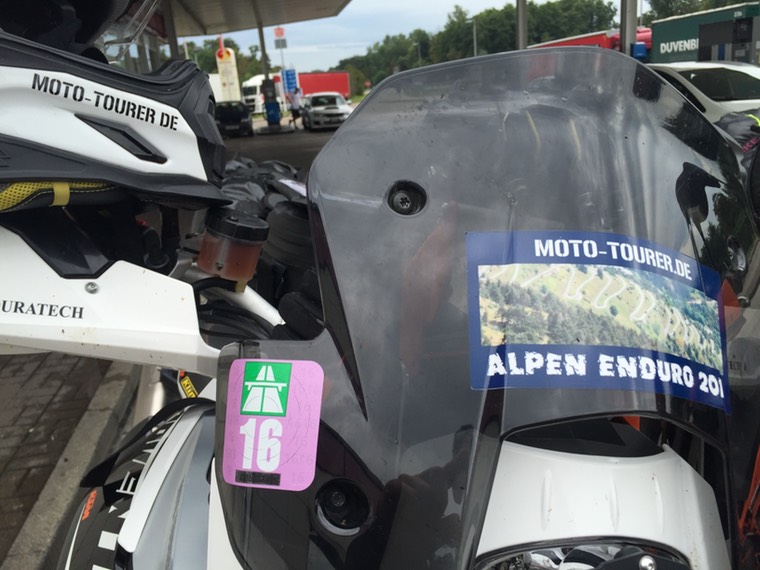 MOTO-TOURER DE
DUVENB
URATECH
MOTO-TOURER.DE
ALPEN ENDURO 201
16